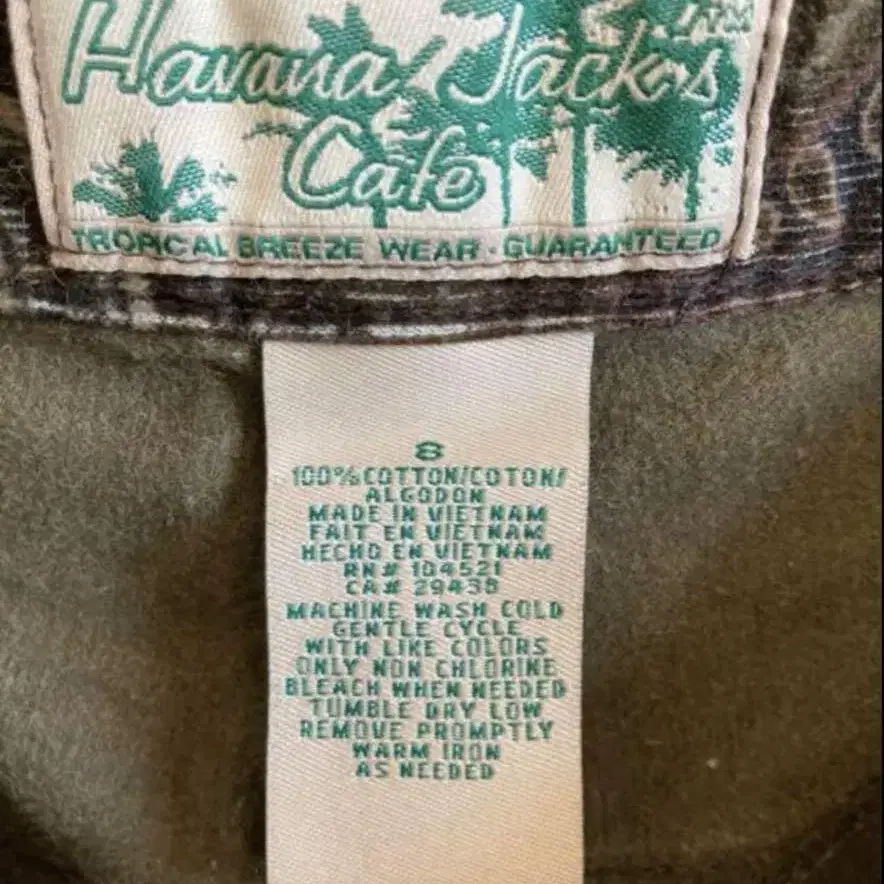 Havana Jack's
TM
Cafe
TROPICAL BREEZE WEAR · GUARANTEED
8
100% COTTON/COTON/
ALGODON
MADE IN VIETNAM
FAIT EN VIETNAM
HECHO EN VIETNAM
RN# 104521
CA# 29438
MACHINE WASH COLD
GENTLE CYCLE
WITH LIKE COLORS
ONLY NON CHLORINE
BLEACH WHEN NEEDED
TUMBLE DRY LOW
REMOVE PROMPTLY
WARM IRON
AS NEEDED